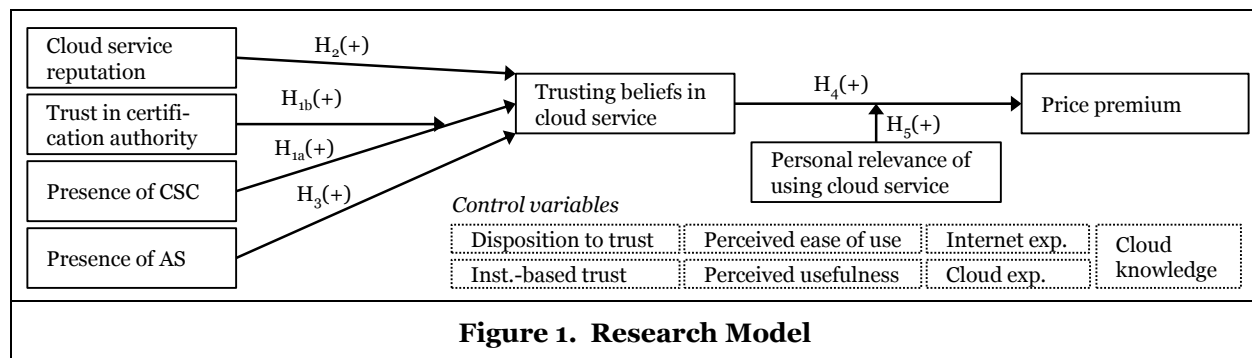 Cloud service
reputation
Trust in certifi-
cation authority
Presence of CSC
Presence of AS
H₂(+)
H₁b(+)
H₁a(+)
H₃(+)
Trusting beliefs in
cloud service
H₄(+)
H₅(+)
Price premium
Personal relevance of
using cloud service
Control variables
Disposition to trust
Perceived ease of use
Internet exp.
Cloud
knowledge
Inst.-based trust
Perceived usefulness
Cloud exp.
Figure 1. Research Model